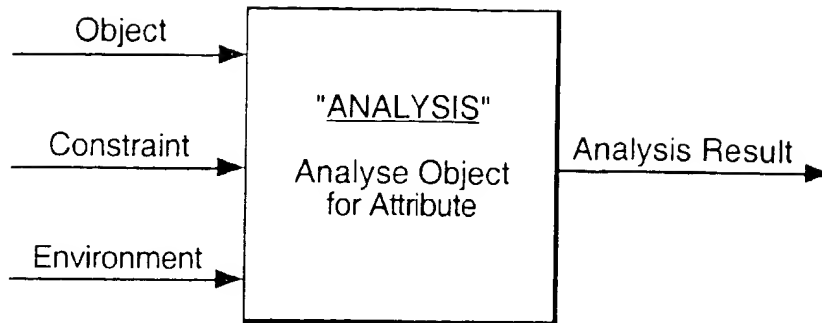 Object
Constraint
Environment
"ANALYSIS"
Analyse Object
for Attribute
Analysis Result